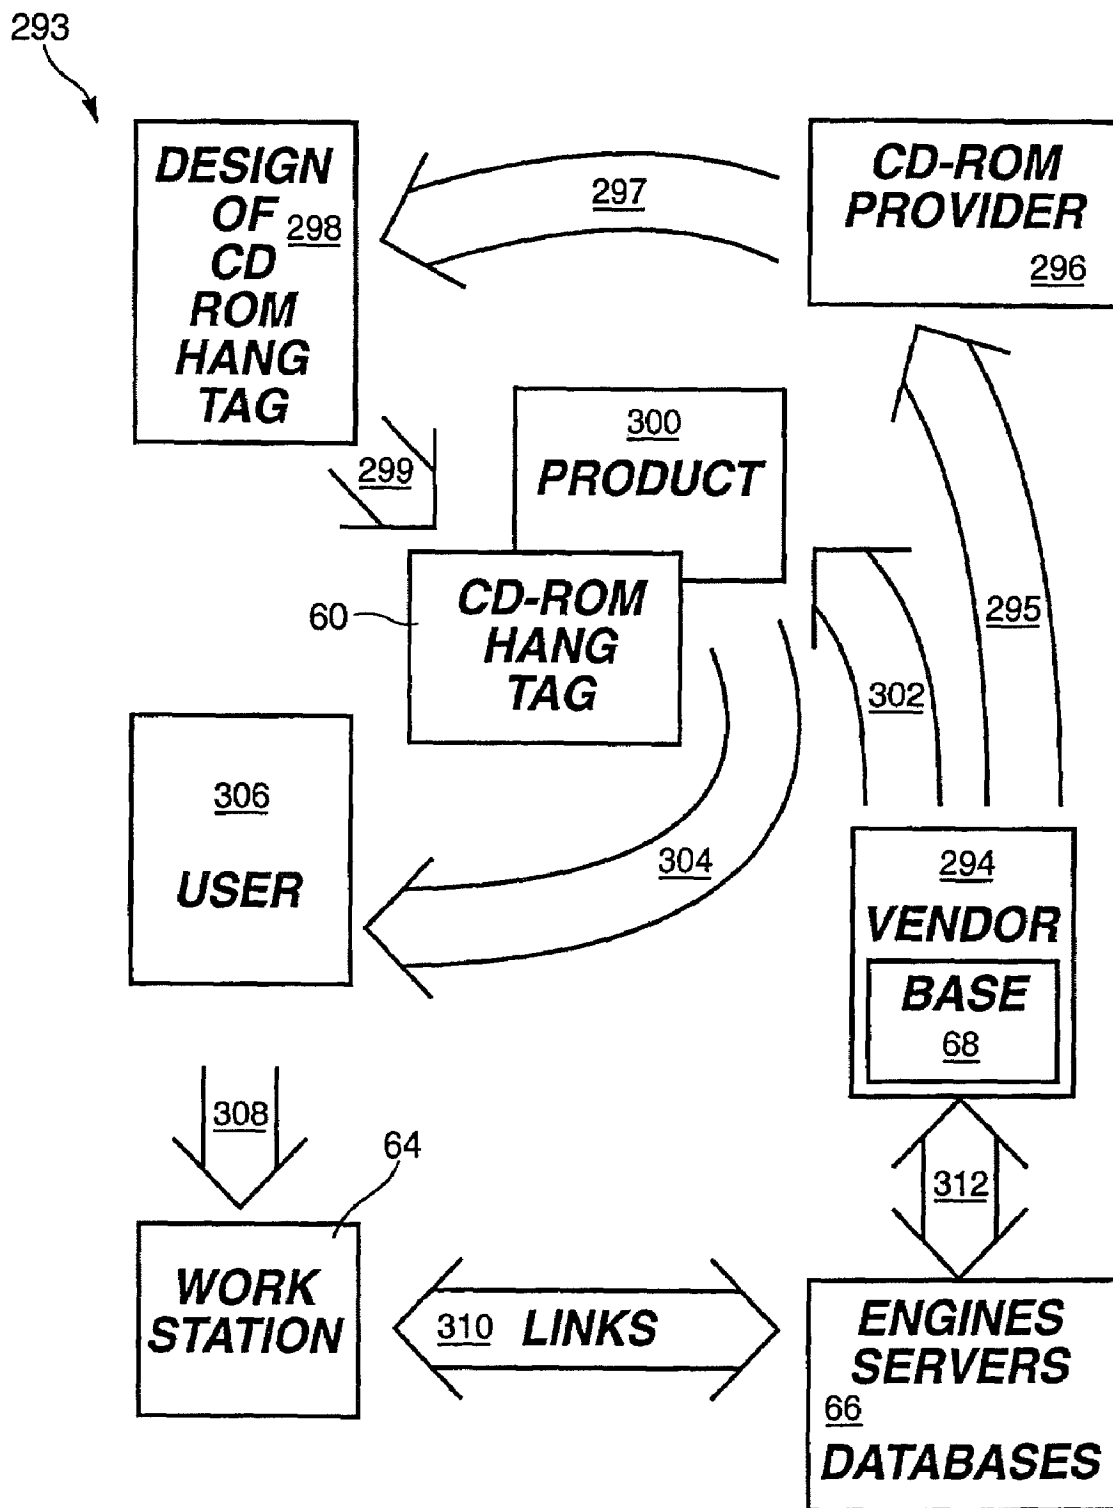 293
DESIGN
OF
298
CD
ROM
HANG
TAG
297
CD-ROM
PROVIDER
296
299
300
PRODUCT
60
CD-ROM
HANG
TAG
295
302
304
306
USER
294
VENDOR
BASE
68
308
64
312
WORK
STATION
310 LINKS
ENGINES
SERVERS
66
DATABASES